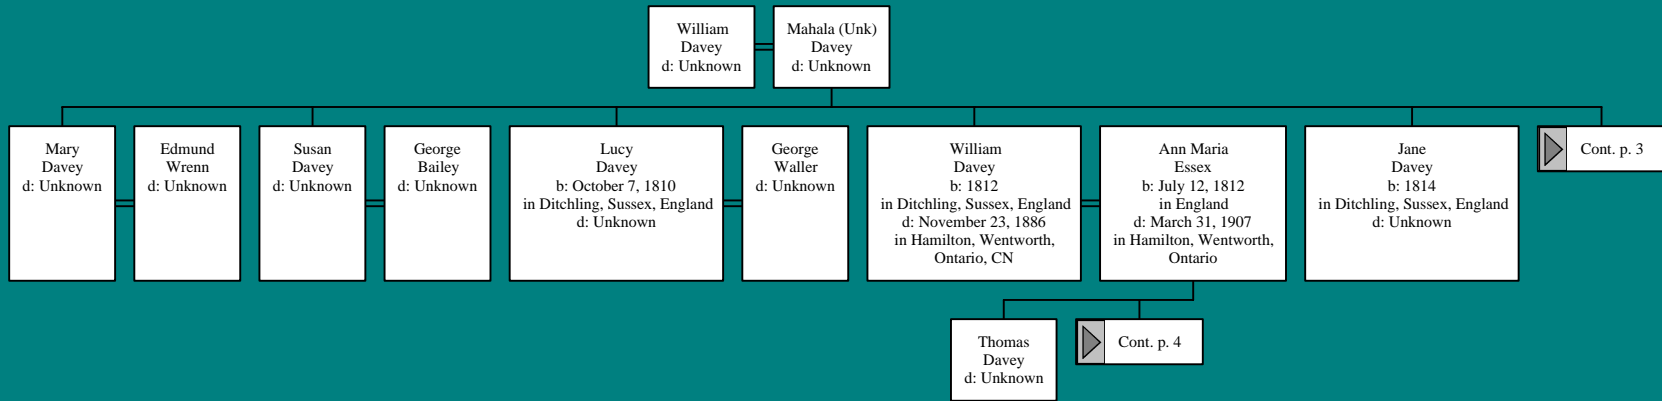 William
Davey
d: Unknown
Mahala (Unk)
Davey
d: Unknown
Mary
Davey
d: Unknown
Edmund
Wrenn
d: Unknown
Susan
Davey
d: Unknown
George
Bailey
d: Unknown
Lucy
Davey
b: October 7, 1810
in Ditchling, Sussex, England
d: Unknown
George
Waller
d: Unknown
William
Davey
b: 1812
in Ditchling, Sussex, England
d: November 23, 1886
in Hamilton, Wentworth,
Ontario, CN
Ann Maria
Essex
b: July 12, 1812
in England
d: March 31, 1907
in Hamilton, Wentworth,
Ontario
Jane
Davey
b: 1814
in Ditchling, Sussex, England
d: Unknown
Cont. p. 3
Thomas
Davey
d: Unknown
Cont. p. 4